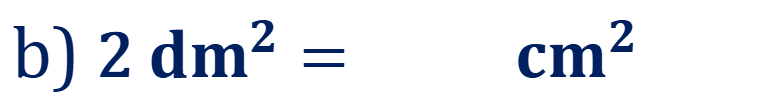 b) 2 dm² = cm²